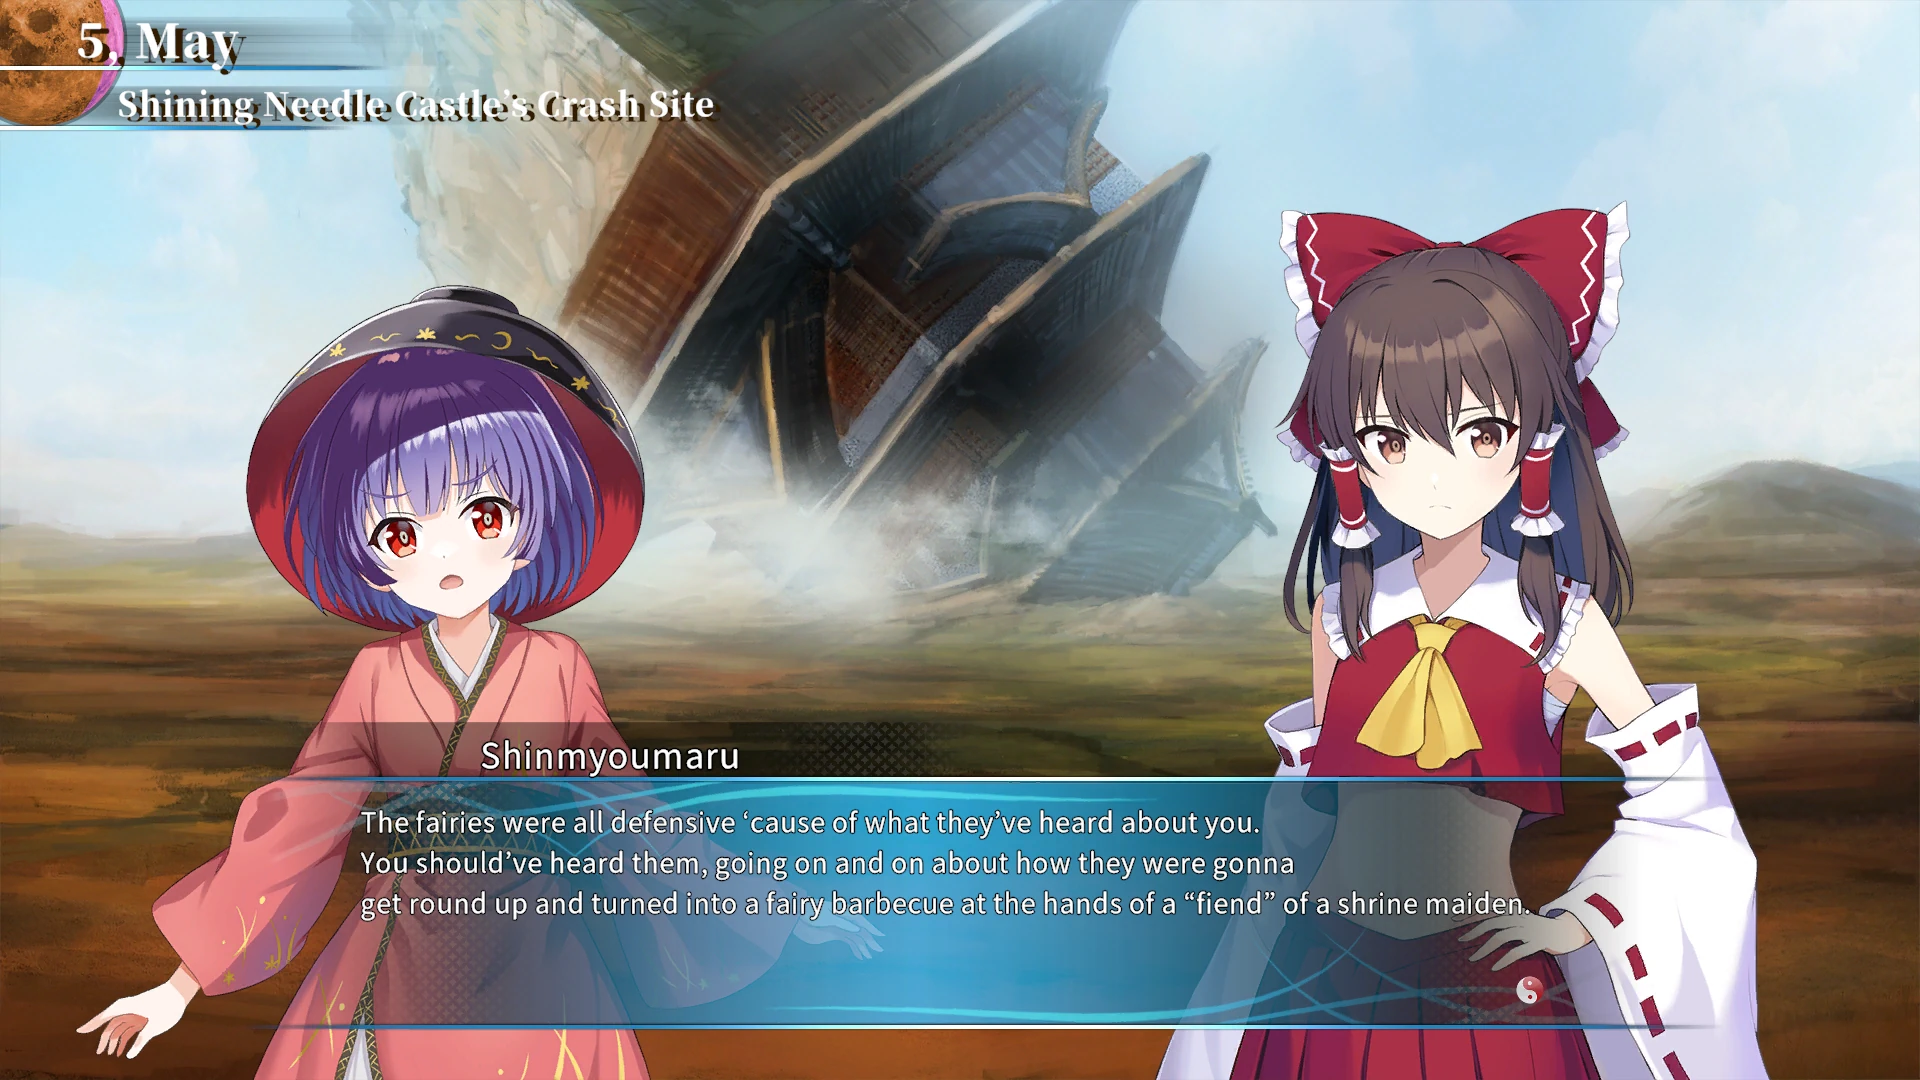 5, May
Shining Needle Castle's Crash Site
Shinmyoumaru
The fairies were all defensive ‘cause of what they’ve heard about you.
You should’ve heard them, going on and on about how they were gonna
get round up and turned into a fairy barbecue at the hands of a “fiend” of a shrine maiden.